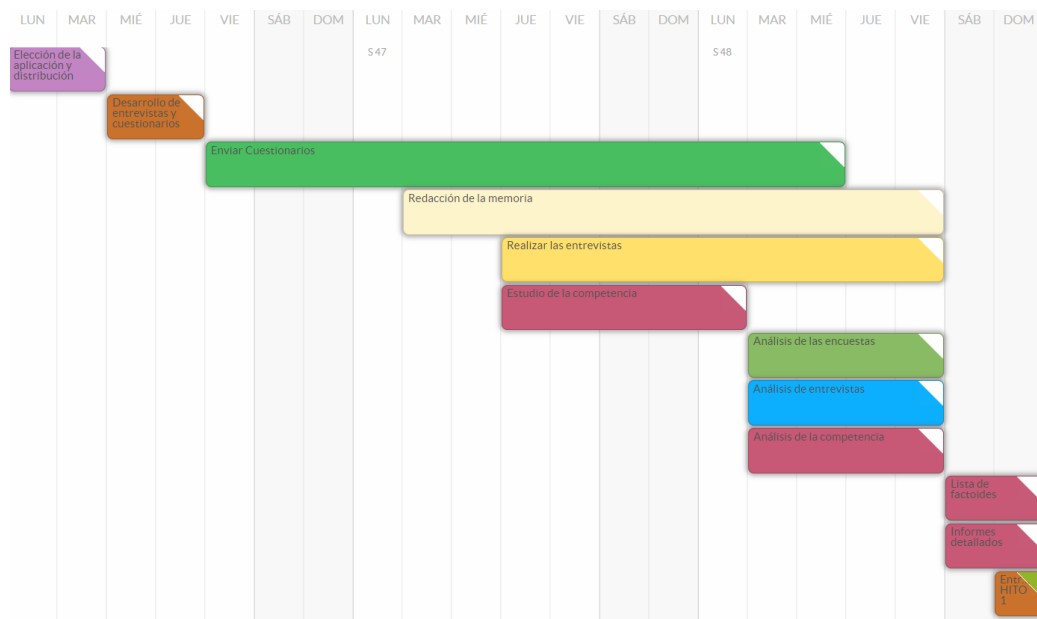 LUN MAR MIÉ JUE VIE SÁB DOM LUN MAR MIÉ JUE VIE SÁB DOM LUN MAR MIÉ JUE VIE SÁB DOM
S47 S48
Elección de la
aplicación y
distribución
Desarrollo de
entrevistas y
cuestionarios
Enviar Cuestionarios
Redacción de la memoria
Realizar las entrevistas
Estudio de la competencia
Análisis de las encuestas
Análisis de entrevistas
Análisis de la competencia
Lista de
factoides
Informes
detallados
Entr
HITO
1